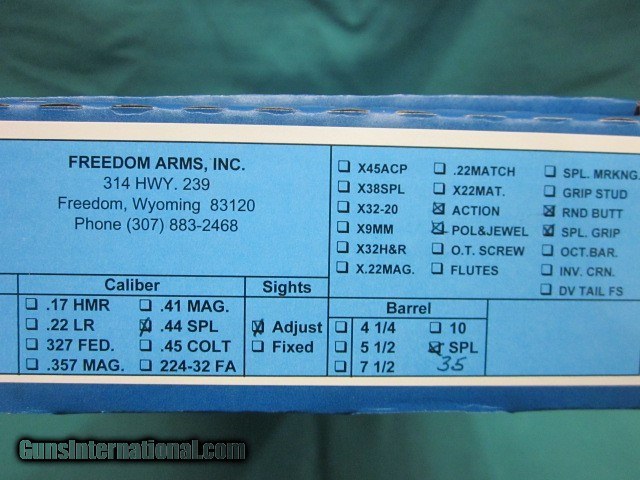 FREEDOM ARMS, INC.
314 HWY. 239
Freedom, Wyoming 83120
Phone (307) 883-2468
X45ACP
X38SPL
X32-20
X9MM
X32H&R
X.22MAG.
.22MATCH
X22MAT.
ACTION
POL&JEWEL
O.T. SCREW
FLUTES
SPL. MRKNG.
GRIP STUD
RND BUTT
SPL. GRIP
OCT.BAR.
INV. CRN.
DV TAIL FS
Caliber
.17 HMR
.22 LR
327 FED.
.357 MAG.
.41 MAG.
.44 SPL
.45 COLT
224-32 FA
Sights
Adjust
Fixed
Barrel
4 1/4
5 1/2
7 1/2
10
SPL
3.5
GunsInternational.com